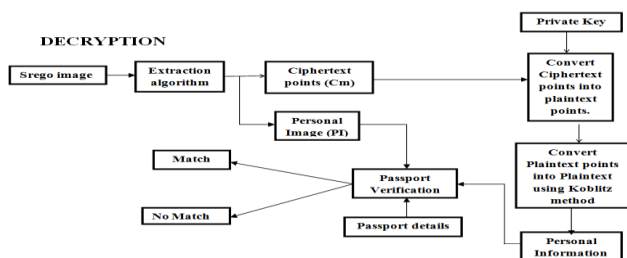 Private Key
DECRYPTION
Srego image
Extraction
algorithm
Ciphertext
points (Cm)
Convert
Ciphertext
points into
plaintext
points.
Personal
Image (PI)
Match
Passport
Verification
Convert
Plaintext points
into Plaintext
using Koblitz
method
No Match
Passport details
Personal
Information